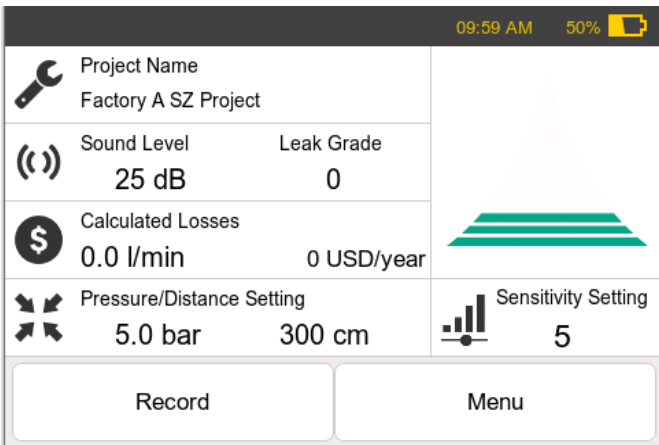 09:59 AM 50%
Project Name
Factory A SZ Project
Sound Level Leak Grade
25 dB 0
Calculated Losses
$
0.0 l/min 0 USD/year
Pressure/Distance Setting
5.0 bar 300 cm
Sensitivity Setting
5
Record Menu